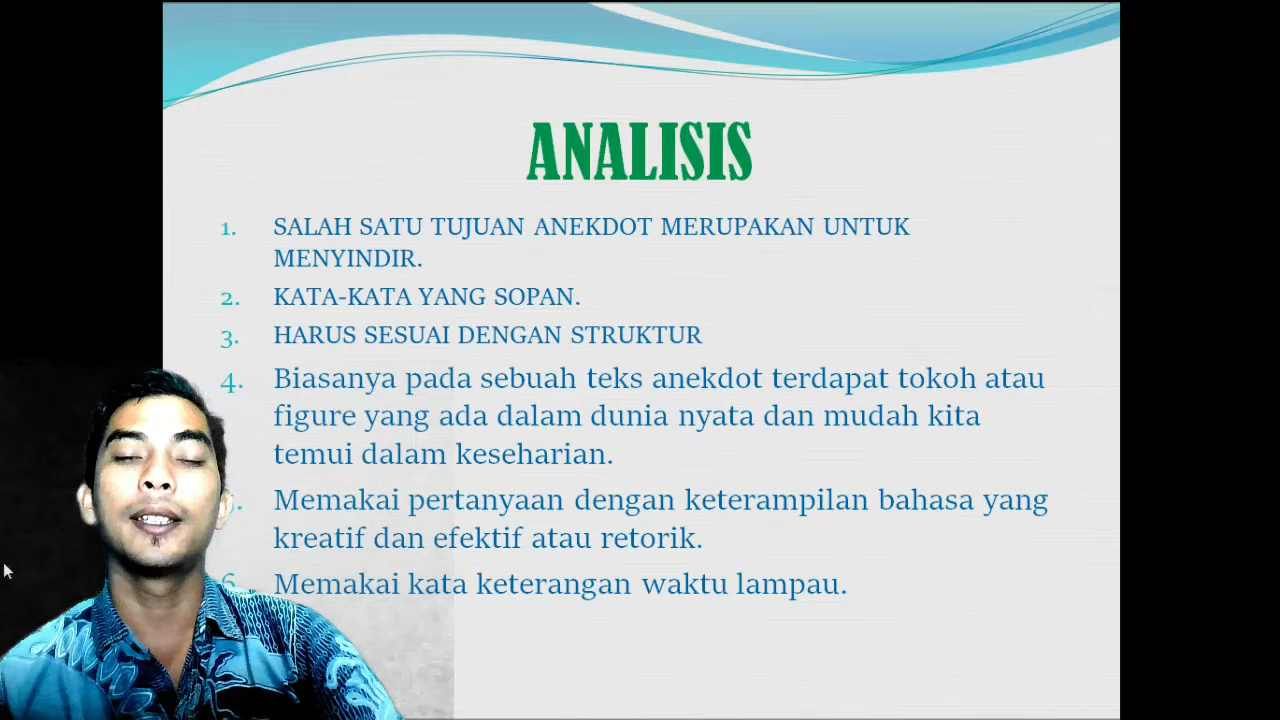 ANALISIS
1. SALAH SATU TUJUAN ANEKDOT MERUPAKAN UNTUK
MENYINDIR.
2. KATA-KATA YANG SOPAN.
3. HARUS SESUAI DENGAN STRUKTUR
4. Biasanya pada sebuah teks anekdot terdapat tokoh atau
figure yang ada dalam dunia nyata dan mudah kita
temui dalam keseharian.
Memakai pertanyaan dengan keterampilan bahasa yang
kreatif dan efektif atau retorik.
6. Memakai kata keterangan waktu lampau.